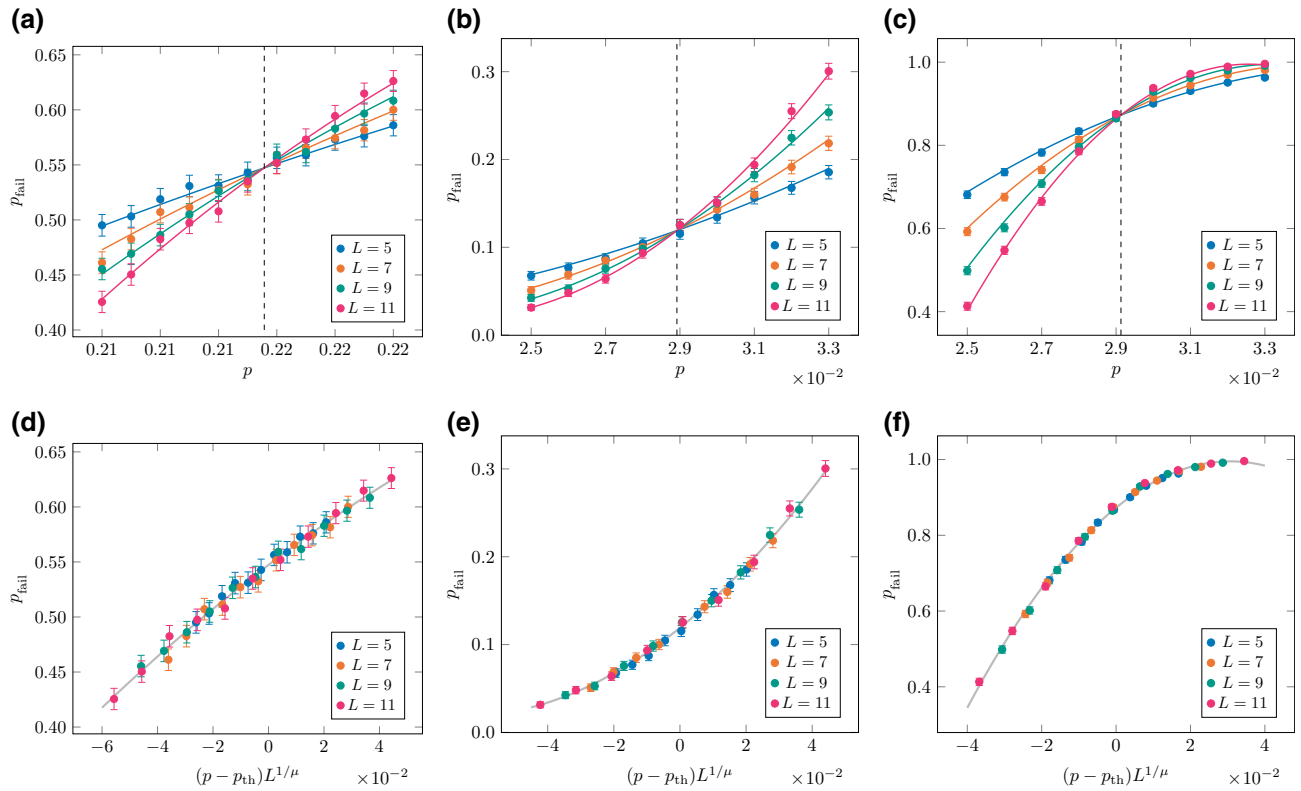 (a)
0.65
0.60
0.55
0.50
0.45
0.40
p_fail
0.21 0.21 0.21 0.22 0.22 0.22
p
L = 5
L = 7
L = 9
L = 11
(b)
0.3
0.2
0.1
0.0
p_fail
2.5 2.7 2.9 3.1 3.3
p
×10⁻²
L = 5
L = 7
L = 9
L = 11
(c)
1.0
0.8
0.6
0.4
p_fail
2.5 2.7 2.9 3.1 3.3
p
×10⁻²
L = 5
L = 7
L = 9
L = 11
(d)
0.65
0.60
0.55
0.50
0.45
0.40
p_fail
−6 −4 −2 0 2 4
(p − p_th)L^{1/μ}
×10⁻²
L = 5
L = 7
L = 9
L = 11
(e)
0.3
0.2
0.1
0.0
p_fail
−4 −2 0 2 4
(p − p_th)L^{1/μ}
×10⁻²
L = 5
L = 7
L = 9
L = 11
(f)
1.0
0.8
0.6
0.4
p_fail
−4 −2 0 2 4
(p − p_th)L^{1/μ}
×10⁻²
L = 5
L = 7
L = 9
L = 11